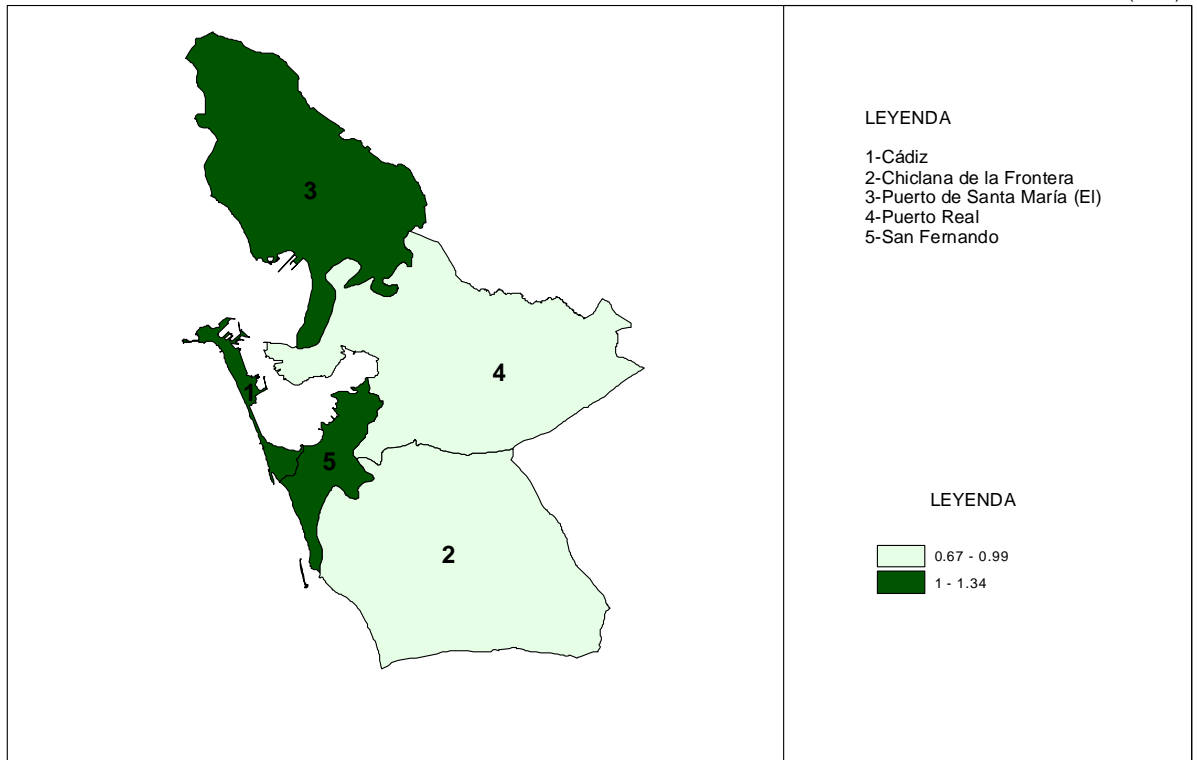 3
4
1
5
2
LEYENDA
1-Cádiz
2-Chiclana de la Frontera
3-Puerto de Santa María (El)
4-Puerto Real
5-San Fernando
LEYENDA
0.67 - 0.99
1 - 1.34